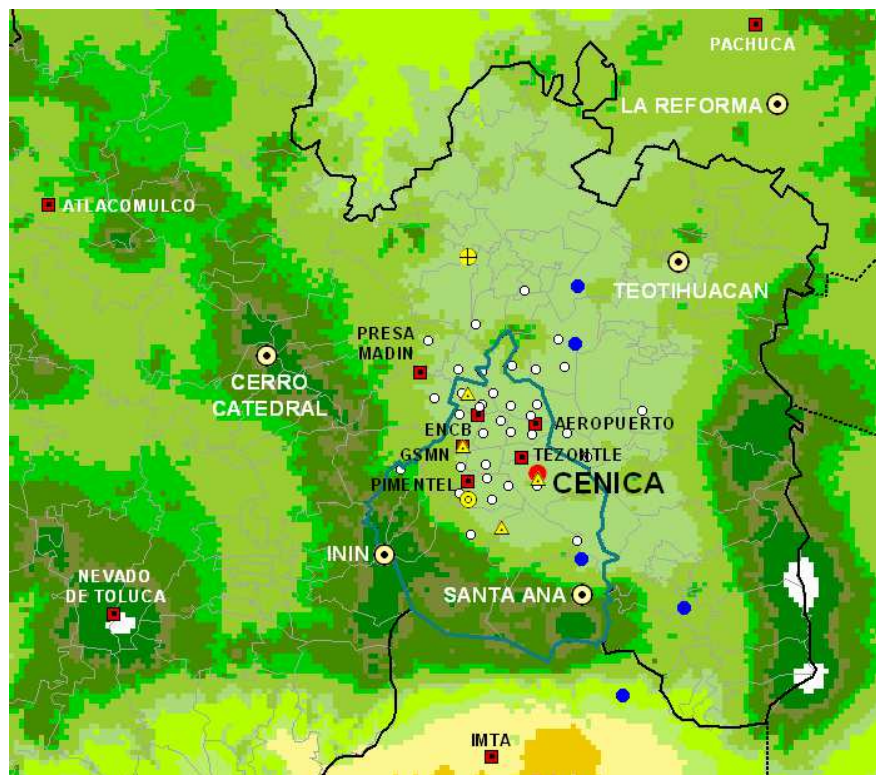 PACHUCA
LA REFORMA
ATLACOMULCO
TEOTIHUACAN
PRESA
MADIN
CERRO
CATEDRAL
AEROPUERTO
ENCB
GSMN
TEZONTLE
PIMENTEL
CENICA
ININ
NEVADO
DE TOLUCA
SANTA ANA
IMTA